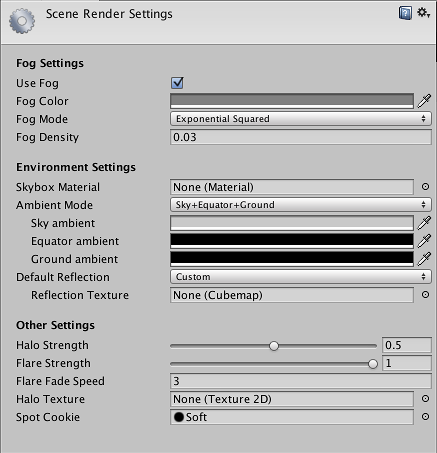 Scene Render Settings
Fog Settings
Use Fog
Fog Color
Fog Mode Exponential Squared
Fog Density 0.03
Environment Settings
Skybox Material None (Material)
Ambient Mode Sky+Equator+Ground
Sky ambient
Equator ambient
Ground ambient
Default Reflection Custom
Reflection Texture None (Cubemap)
Other Settings
Halo Strength 0.5
Flare Strength 1
Flare Fade Speed 3
Halo Texture None (Texture 2D)
Spot Cookie Soft